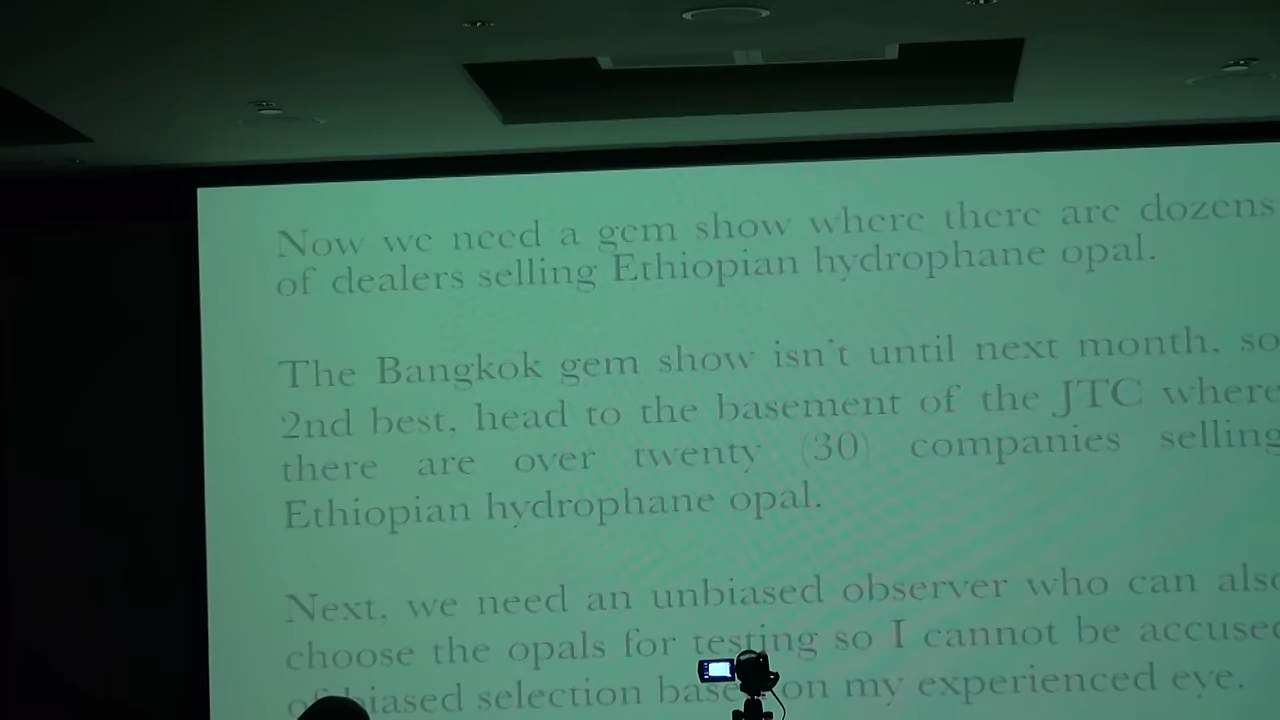 Now we need a gem show where there are dozens
of dealers selling Ethiopian hydrophane opal.
The Bangkok gem show isn't until next month, so
2nd best, head to the basement of the JTC where
there are over twenty (30) companies selling
Ethiopian hydrophane opal.
Next, we need an unbiased observer who can also
choose the opals for testing so I cannot be accused
of biased selection based on my experienced eye.